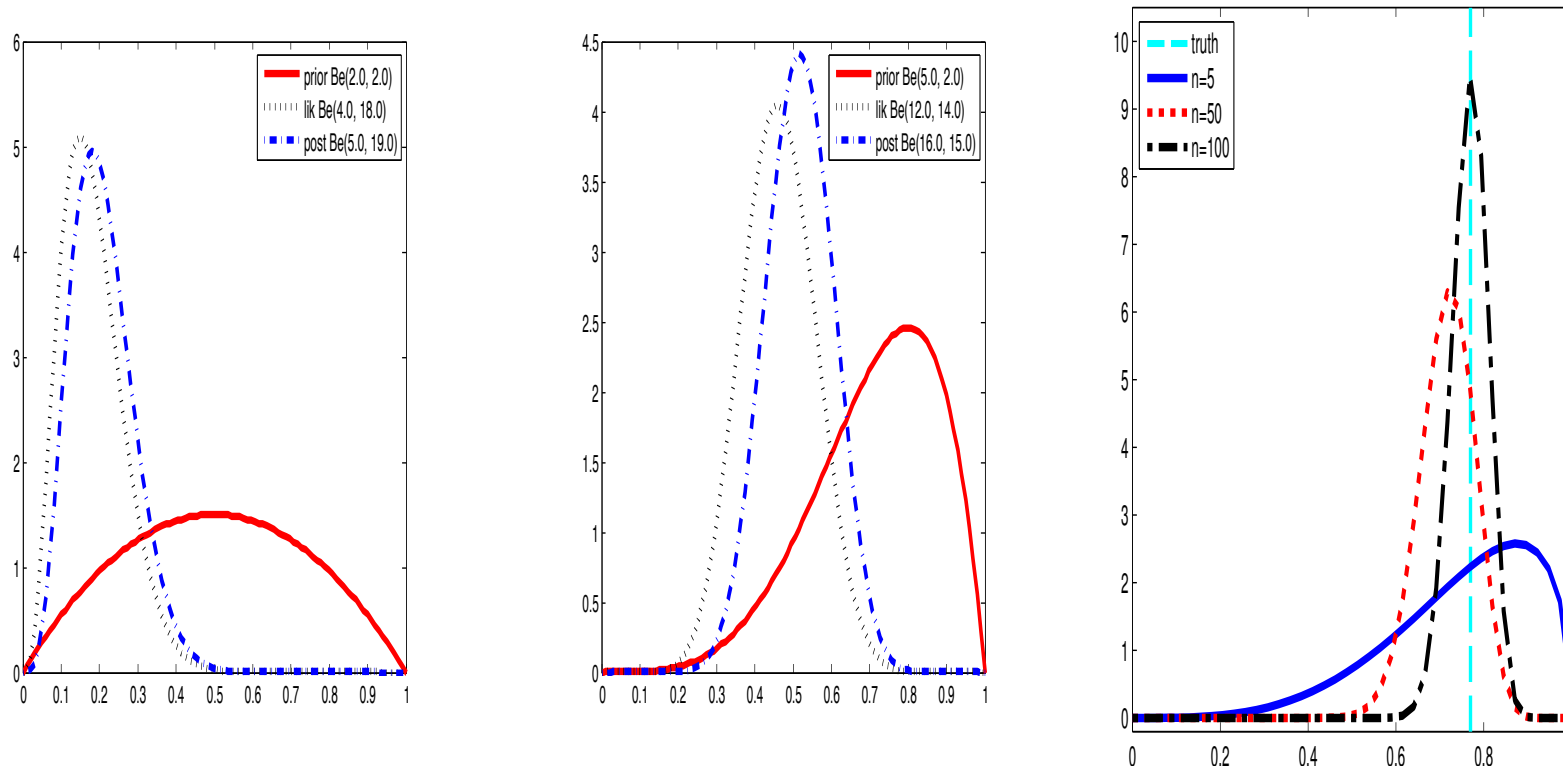 6
5
4
3
2
1
0
0 0.1 0.2 0.3 0.4 0.5 0.6 0.7 0.8 0.9 1
prior Be(2.0, 2.0)
lik Be(4.0, 18.0)
post Be(5.0, 19.0)
4.5
4
3.5
3
2.5
2
1.5
1
0.5
0
0 0.1 0.2 0.3 0.4 0.5 0.6 0.7 0.8 0.9 1
prior Be(5.0, 2.0)
lik Be(12.0, 14.0)
post Be(16.0, 15.0)
10
9
8
7
6
5
4
3
2
1
0
0 0.2 0.4 0.6 0.8
truth
n=5
n=50
n=100